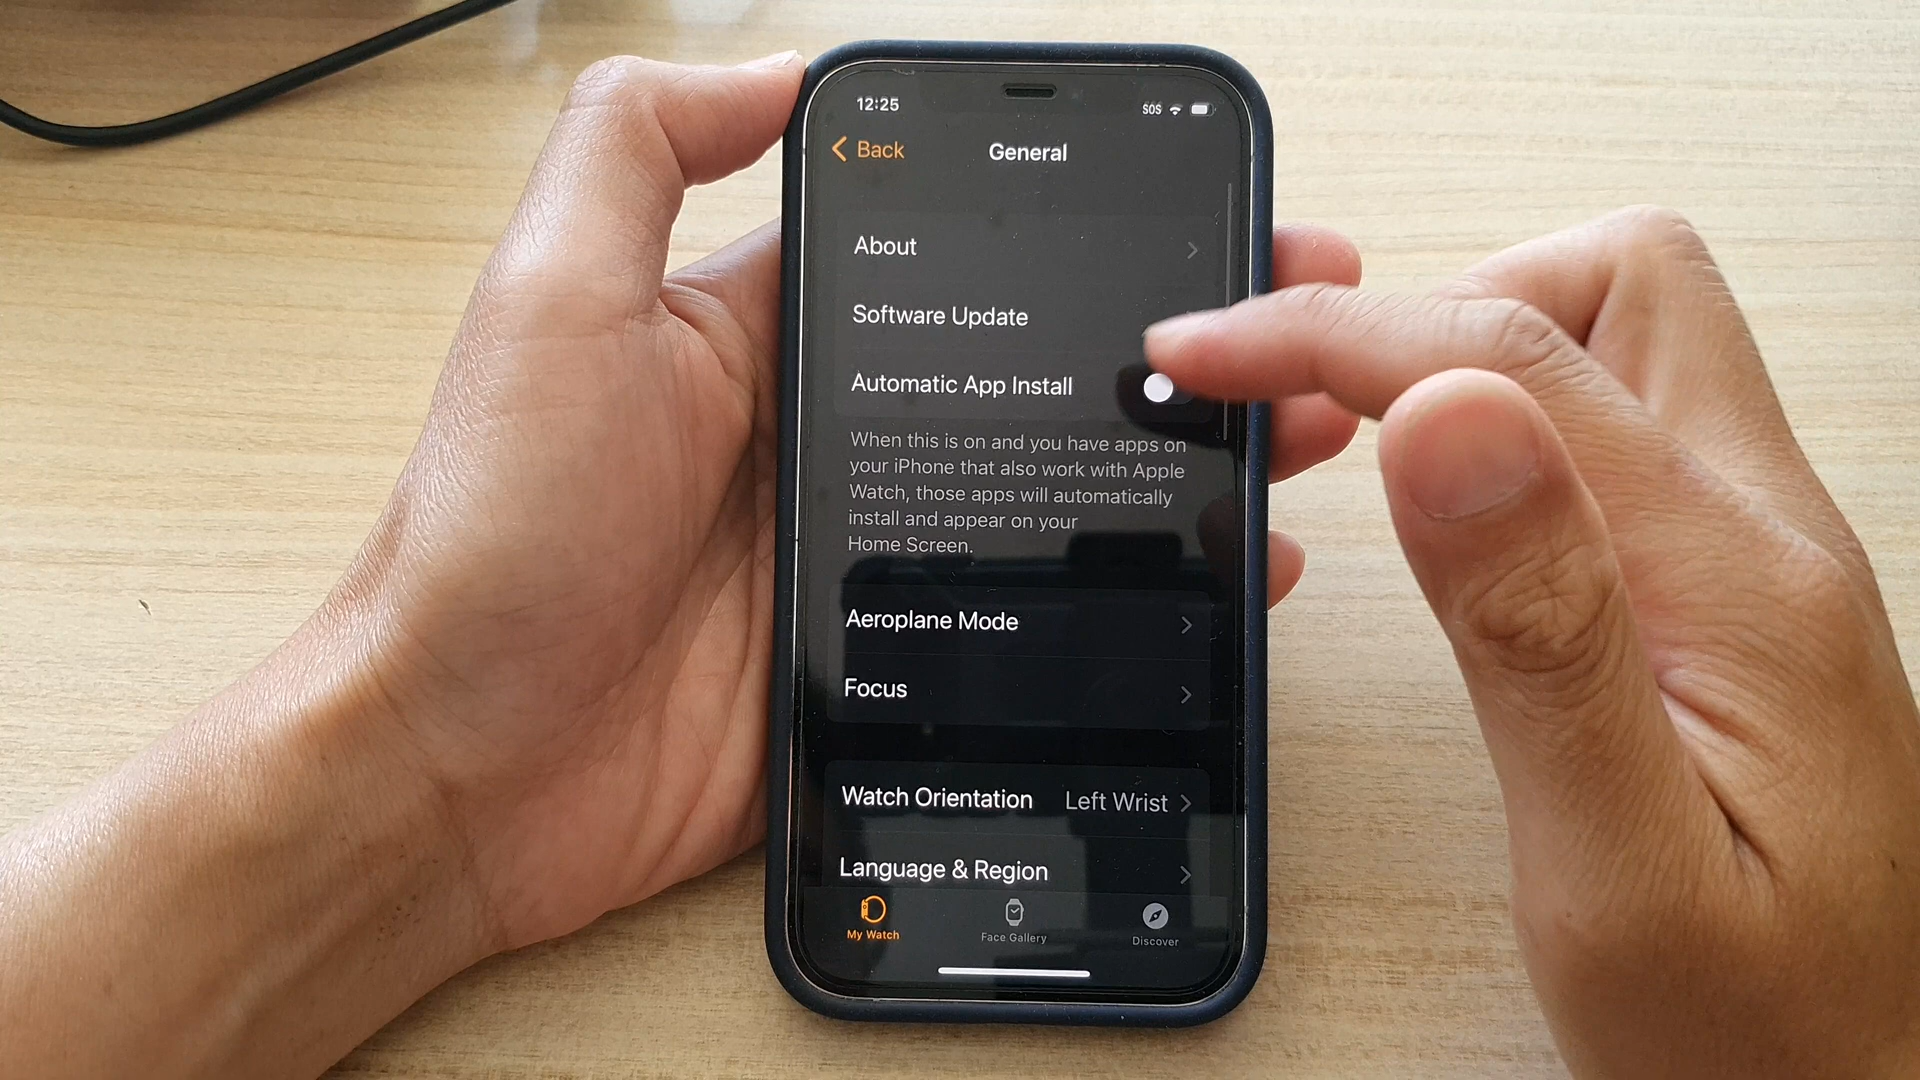 12:25
SOS
Back
General
About
Software Update
Automatic App Install
When this is on and you have apps on
your iPhone that also work with Apple
Watch, those apps will automatically
install and appear on your
Home Screen.
Aeroplane Mode
Focus
Watch Orientation Left Wrist
Language & Region
My Watch
Face Gallery
Discover